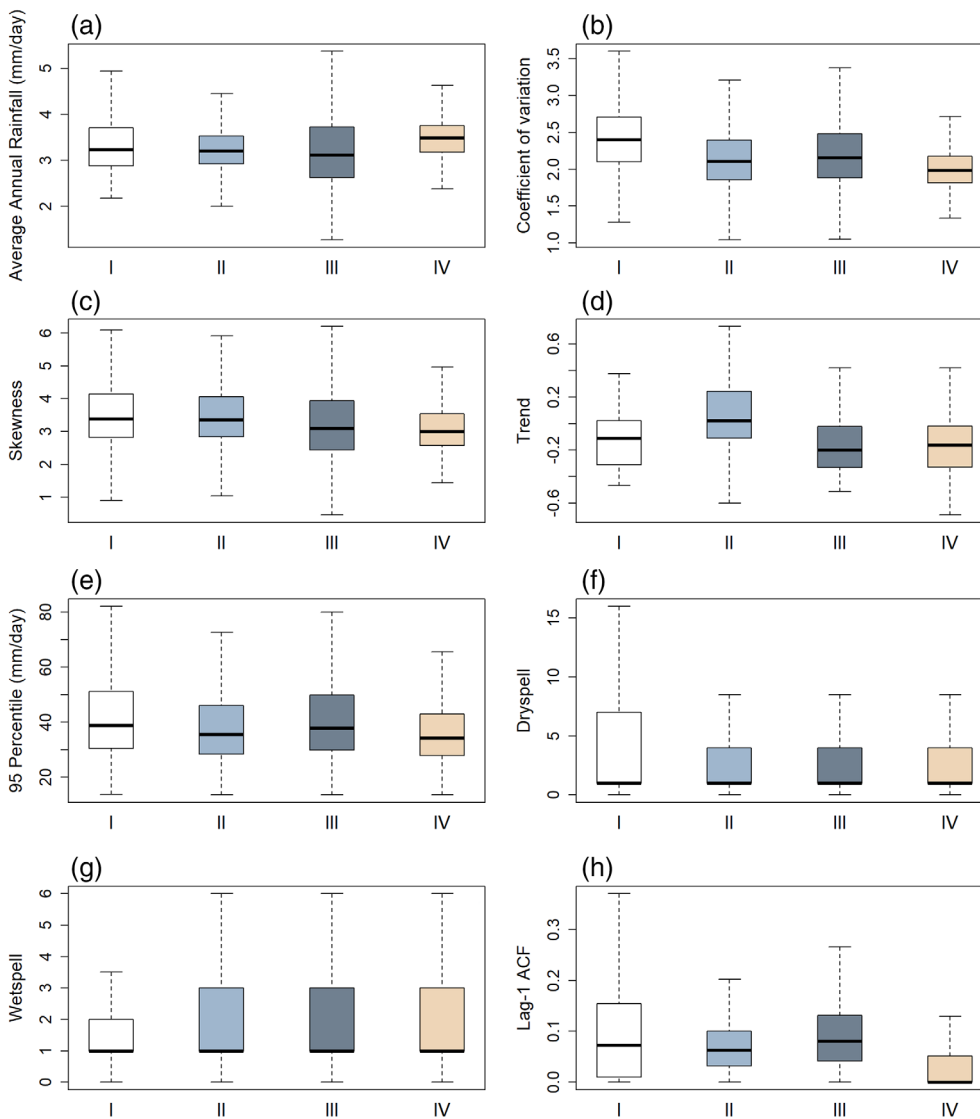 (a)
Average Annual Rainfall (mm/day)
5
4
3
2
I II III IV
(b)
Coefficient of variation
3.5
3.0
2.5
2.0
1.5
1.0
I II III IV
(c)
Skewness
6
5
4
3
2
1
I II III IV
(d)
Trend
0.6
0.2
-0.2
-0.6
I II III IV
(e)
95 Percentile (mm/day)
80
60
40
20
I II III IV
(f)
Dryspell
15
10
5
0
I II III IV
(g)
Wetspell
6
5
4
3
2
1
0
I II III IV
(h)
Lag-1 ACF
0.3
0.2
0.1
0.0
I II III IV